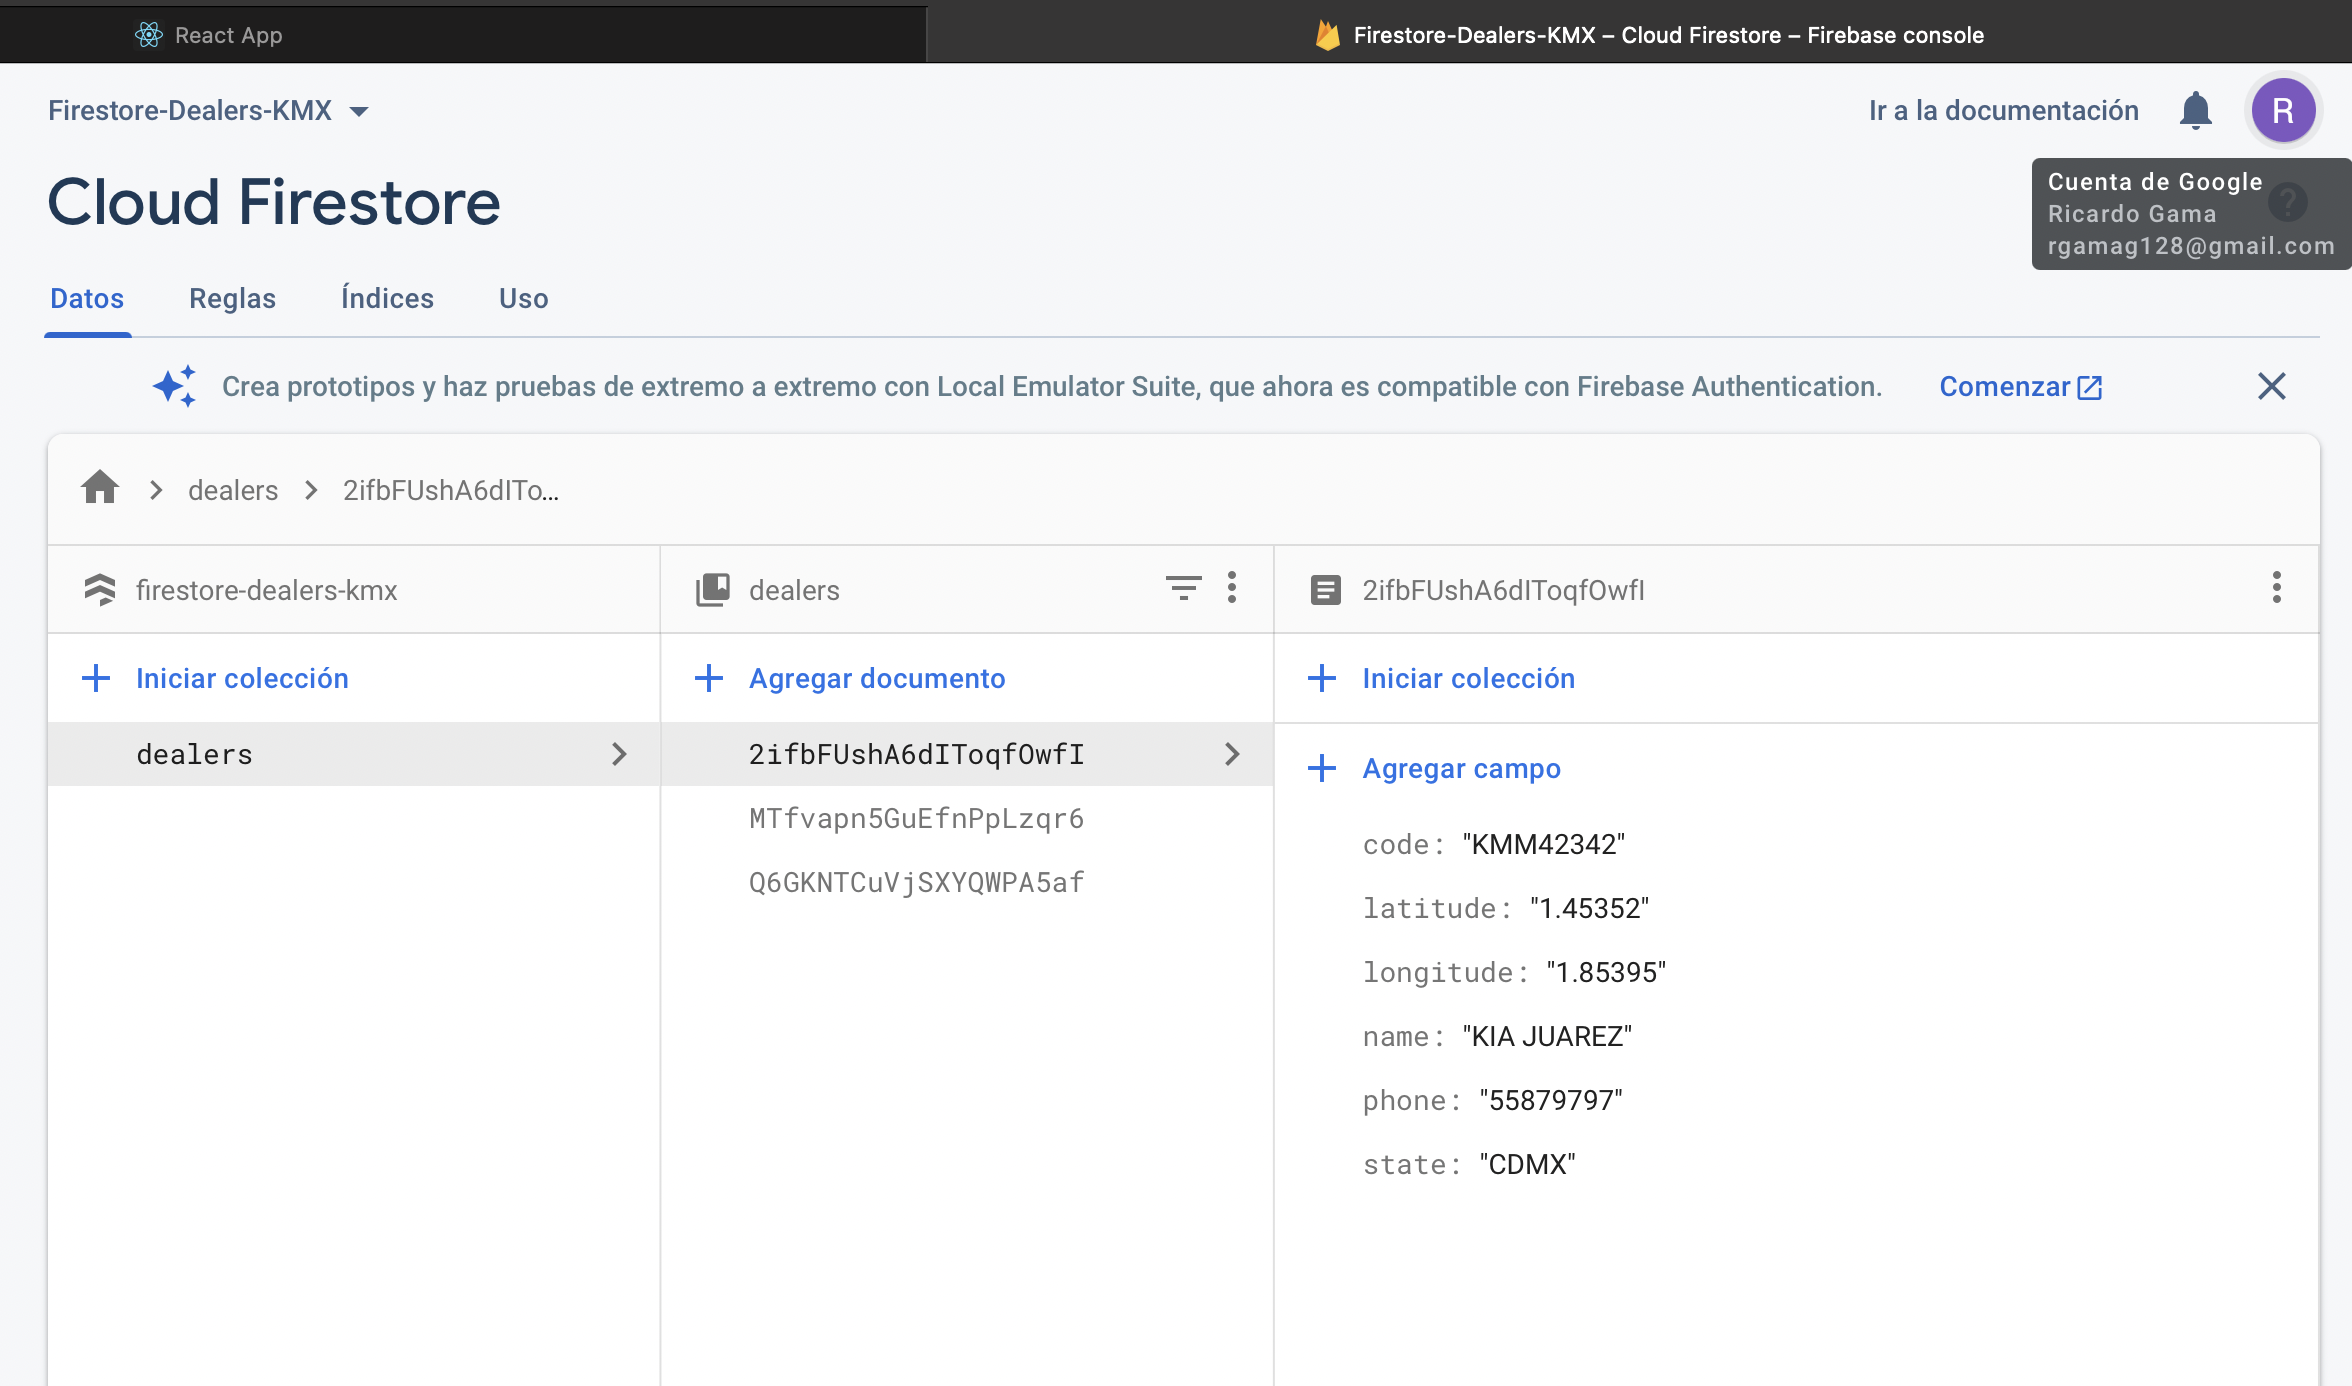 React App
Firestore-Dealers-KMX – Cloud Firestore – Firebase console
Firestore-Dealers-KMX
Ir a la documentación
R
Cloud Firestore
Cuenta de Google
Ricardo Gama
rgamag128@gmail.com
?
Datos Reglas Índices Uso
Crea prototipos y haz pruebas de extremo a extremo con Local Emulator Suite, que ahora es compatible con Firebase Authentication. Comenzar
dealers 2ifbFUshA6dITo...
firestore-dealers-kmx
Iniciar colección
dealers
dealers
Agregar documento
2ifbFUshA6dIToqfOwfI
MTfvapn5GuEfnPpLzqr6
Q6GKNTCuVjSXYQWPA5af
2ifbFUshA6dIToqfOwfI
Iniciar colección
Agregar campo
code: "KMM42342"
latitude: "1.45352"
longitude: "1.85395"
name: "KIA JUAREZ"
phone: "55879797"
state: "CDMX"